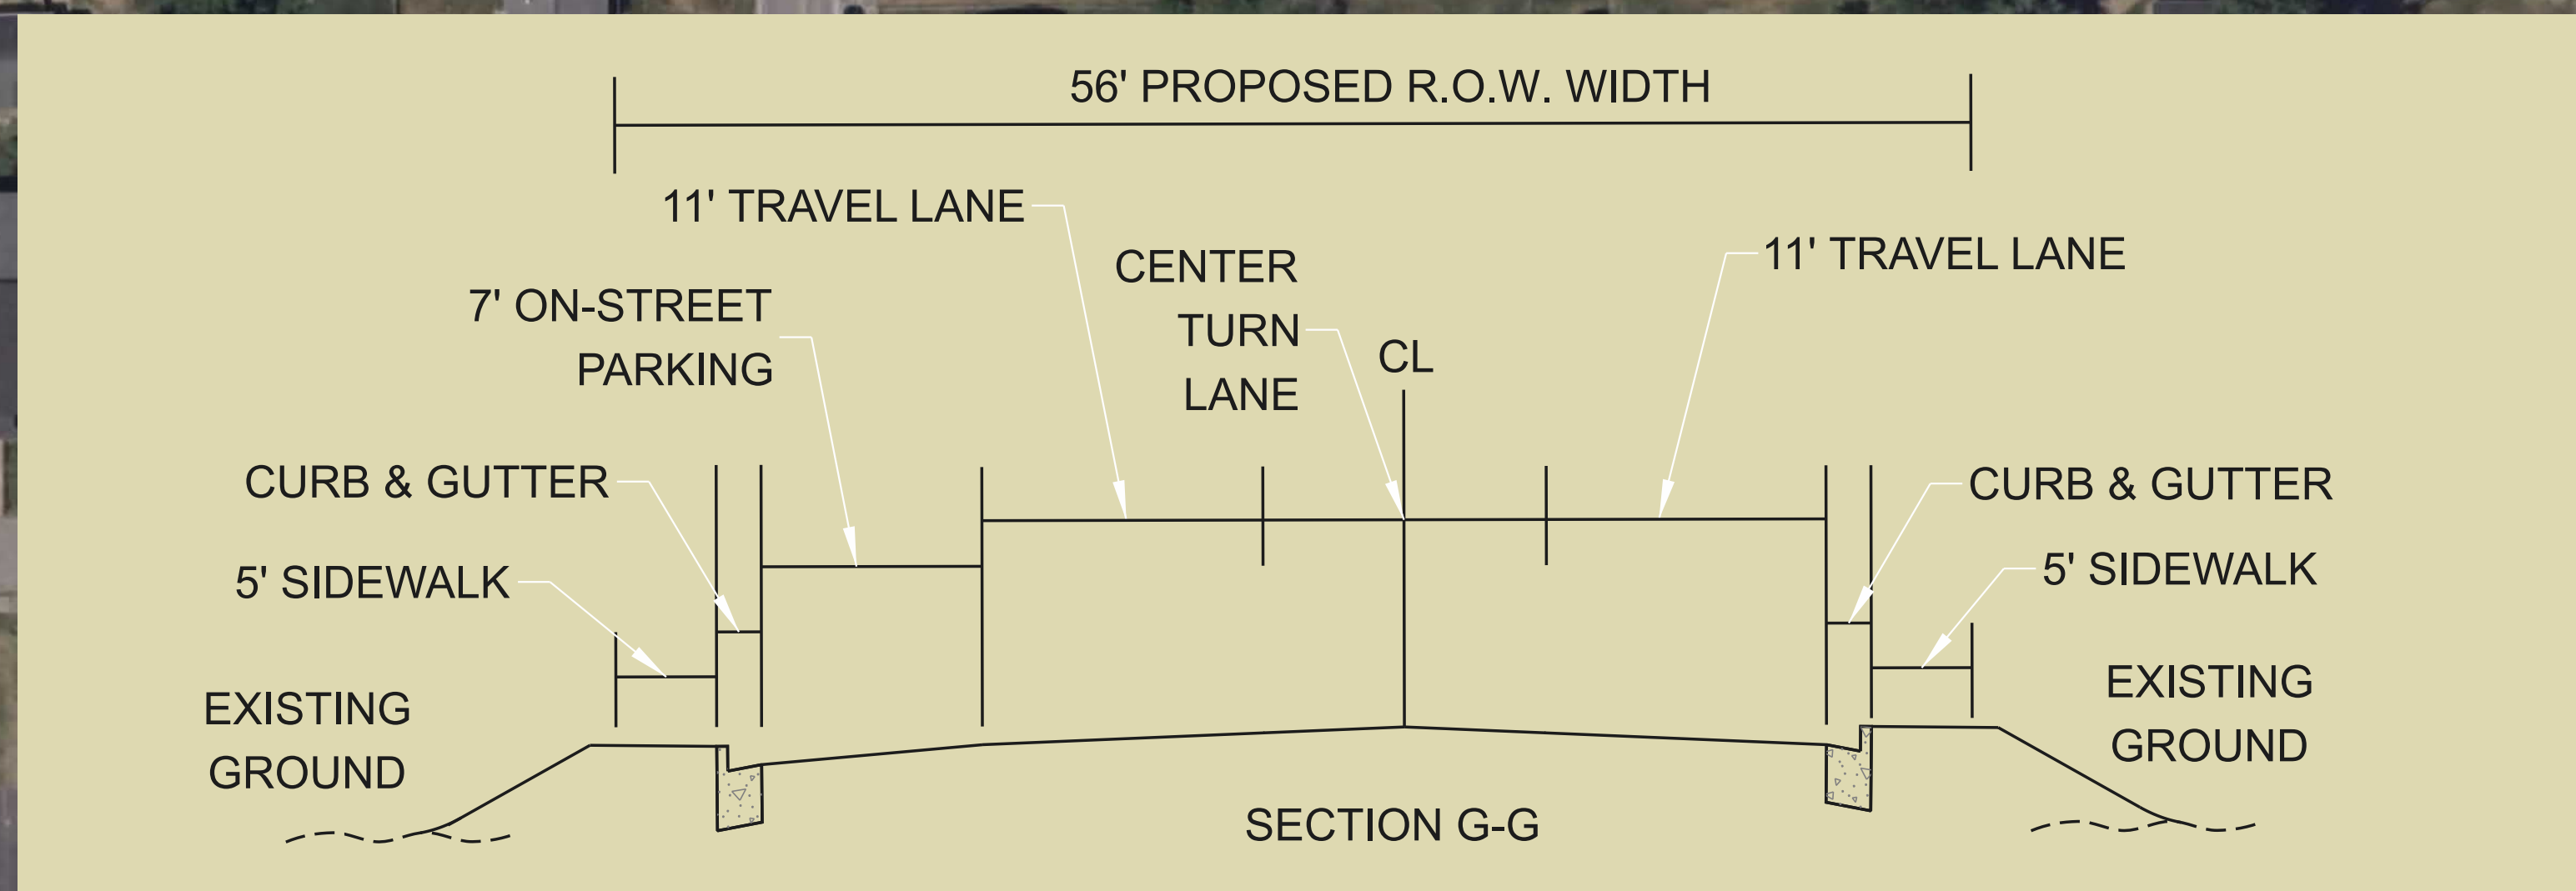 56' PROPOSED R.O.W. WIDTH
11' TRAVEL LANE
11' TRAVEL LANE
7' ON-STREET
PARKING
CENTER
TURN
LANE
CL
CURB & GUTTER
CURB & GUTTER
5' SIDEWALK
5' SIDEWALK
EXISTING
GROUND
EXISTING
GROUND
SECTION G-G